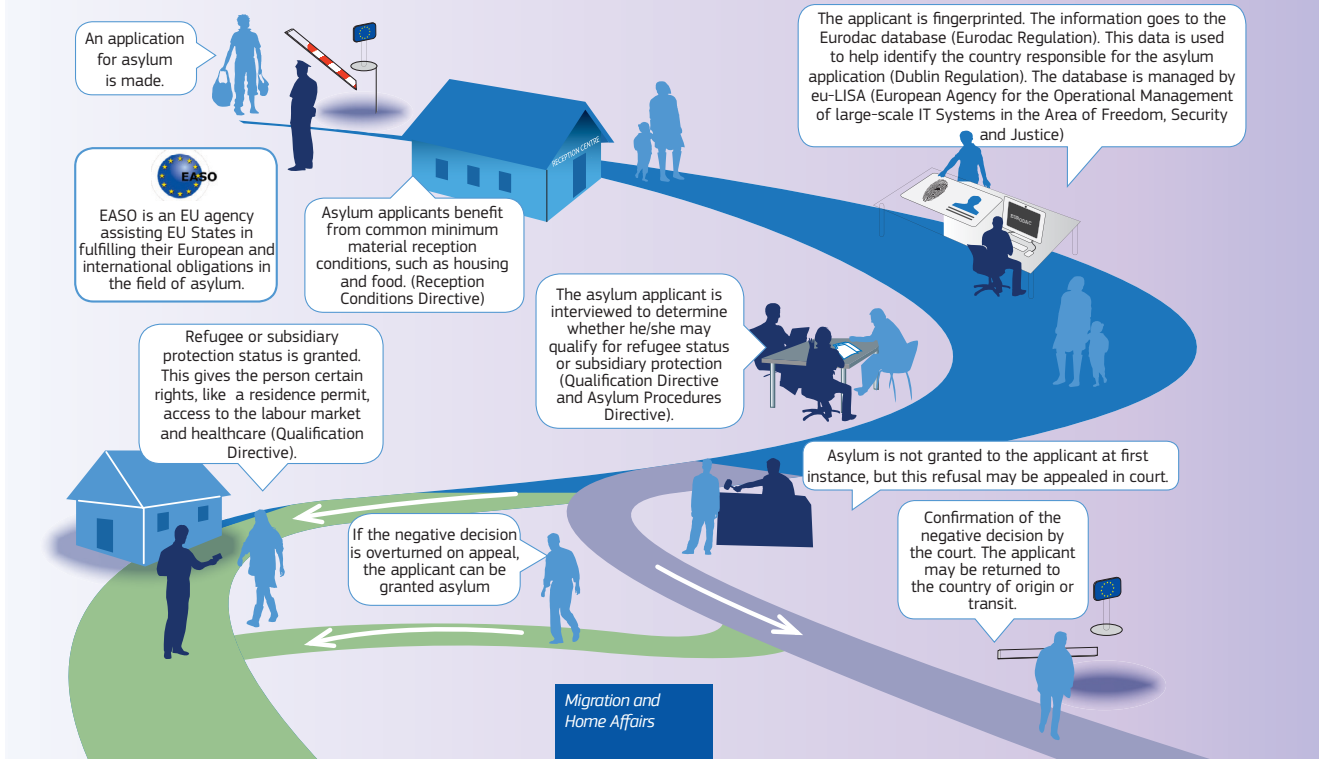 An application
for asylum
is made.
The applicant is fingerprinted. The information goes to the
Eurodac database (Eurodac Regulation). This data is used
to help identify the country responsible for the asylum
application (Dublin Regulation). The database is managed by
eu-LISA (European Agency for the Operational Management
of large-scale IT Systems in the Area of Freedom, Security
and Justice)
RECEPTION CENTRE
EURODAC
EASO
EASO is an EU agency
assisting EU States in
fulfilling their European and
international obligations in
the field of asylum.
Asylum applicants benefit
from common minimum
material reception
conditions, such as housing
and food. (Reception
Conditions Directive)
The asylum applicant is
interviewed to determine
whether he/she may
qualify for refugee status
or subsidiary protection
(Qualification Directive
and Asylum Procedures
Directive).
Refugee or subsidiary
protection status is granted.
This gives the person certain
rights, like a residence permit,
access to the labour market
and healthcare (Qualification
Directive).
Asylum is not granted to the applicant at first
instance, but this refusal may be appealed in court.
If the negative decision
is overturned on appeal,
the applicant can be
granted asylum
Confirmation of the
negative decision by
the court. The applicant
may be returned to
the country of origin or
transit.
Migration and
Home Affairs